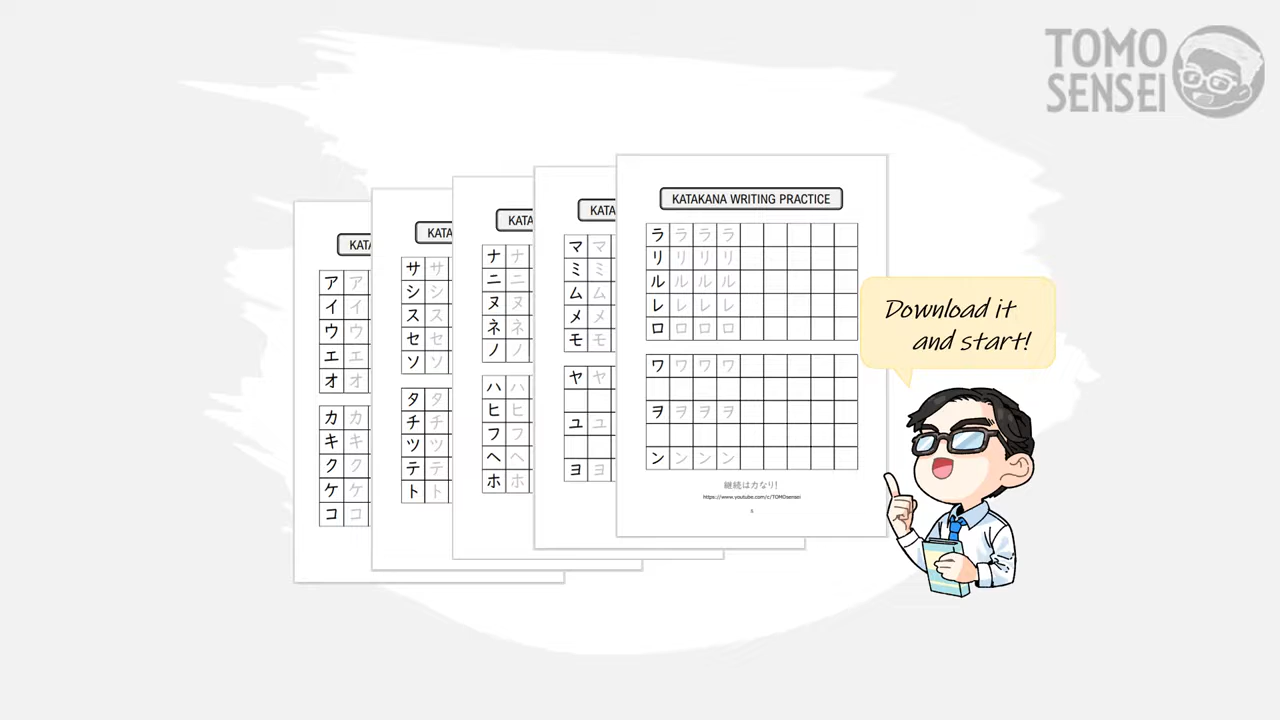 TOMO
SENSEI
KATA
ア ア
イ イ
ウ ウ
エ エ
オ オ
カ カ
キ キ
ク ク
ケ ケ
コ コ
KATA
サ サ
シ シ
ス ス
セ セ
ソ ソ
タ タ
チ チ
ツ ツ
テ テ
ト ト
KATA
ナ ナ
ニ ニ
ヌ ヌ
ネ ネ
ノ ノ
ハ ハ
ヒ ヒ
フ フ
ヘ ヘ
ホ ホ
KATA
マ マ
ミ ミ
ム ム
メ メ
モ モ
ヤ ヤ
ユ ユ
ヨ ヨ
KATAKANA WRITING PRACTICE
ラ ラ ラ ラ
リ リ リ リ
ル ル ル ル
レ レ レ レ
ロ ロ ロ ロ
ワ ワ ワ ワ
ヲ ヲ ヲ ヲ
ン ン ン ン
継続は力なり!
https://www.youtube.com/c/TOMOsensei
5
Download it
and start!